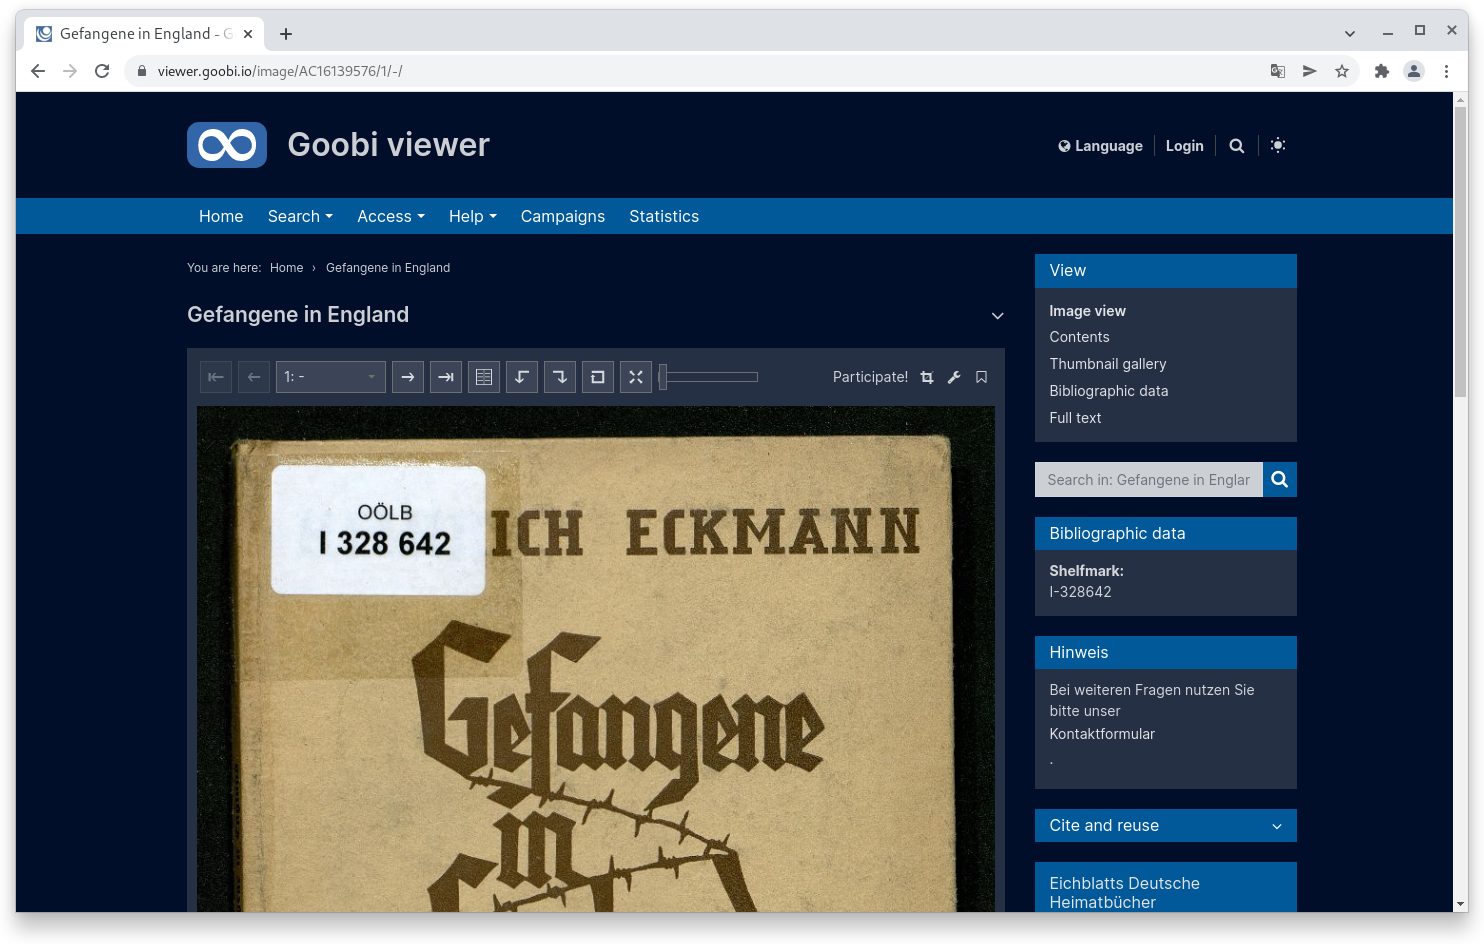 Gefangene in England - G
viewer.goobi.io/image/AC16139576/1/-/
Goobi viewer
Language
Login
Home
Search
Access
Help
Campaigns
Statistics
You are here: Home › Gefangene in England
Gefangene in England
1: -
Participate!
OÖLB
I 328 642
ICH ECKMANN
Gefangene
in
View
Image view
Contents
Thumbnail gallery
Bibliographic data
Full text
Search in: Gefangene in Englar
Bibliographic data
Shelfmark:
I-328642
Hinweis
Bei weiteren Fragen nutzen Sie
bitte unser
Kontaktformular
.
Cite and reuse
Eichblatts Deutsche
Heimatbücher